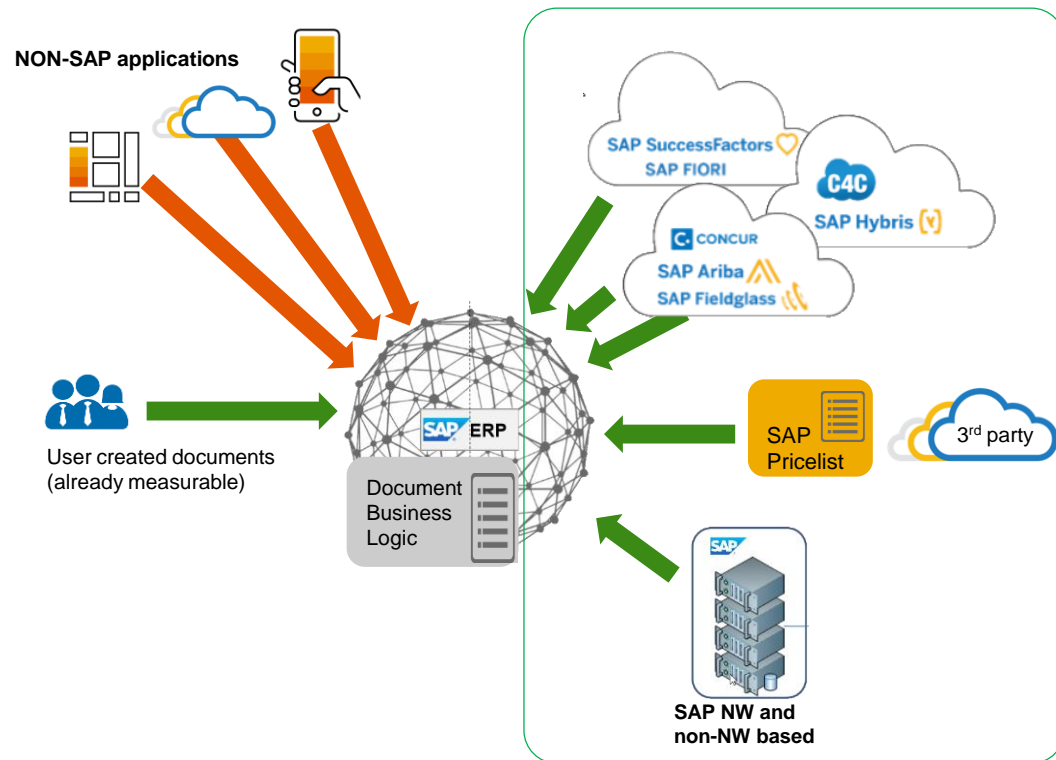 NON-SAP applications
SAP SuccessFactors
SAP FIORI
C4C
SAP Hybris
C.
CONCUR
SAP Ariba
SAP Fieldglass
SAP ERP
User created documents
(already measurable)
Document
Business
Logic
SAP
Pricelist
3rd party
SAP
SAP NW and
non-NW based